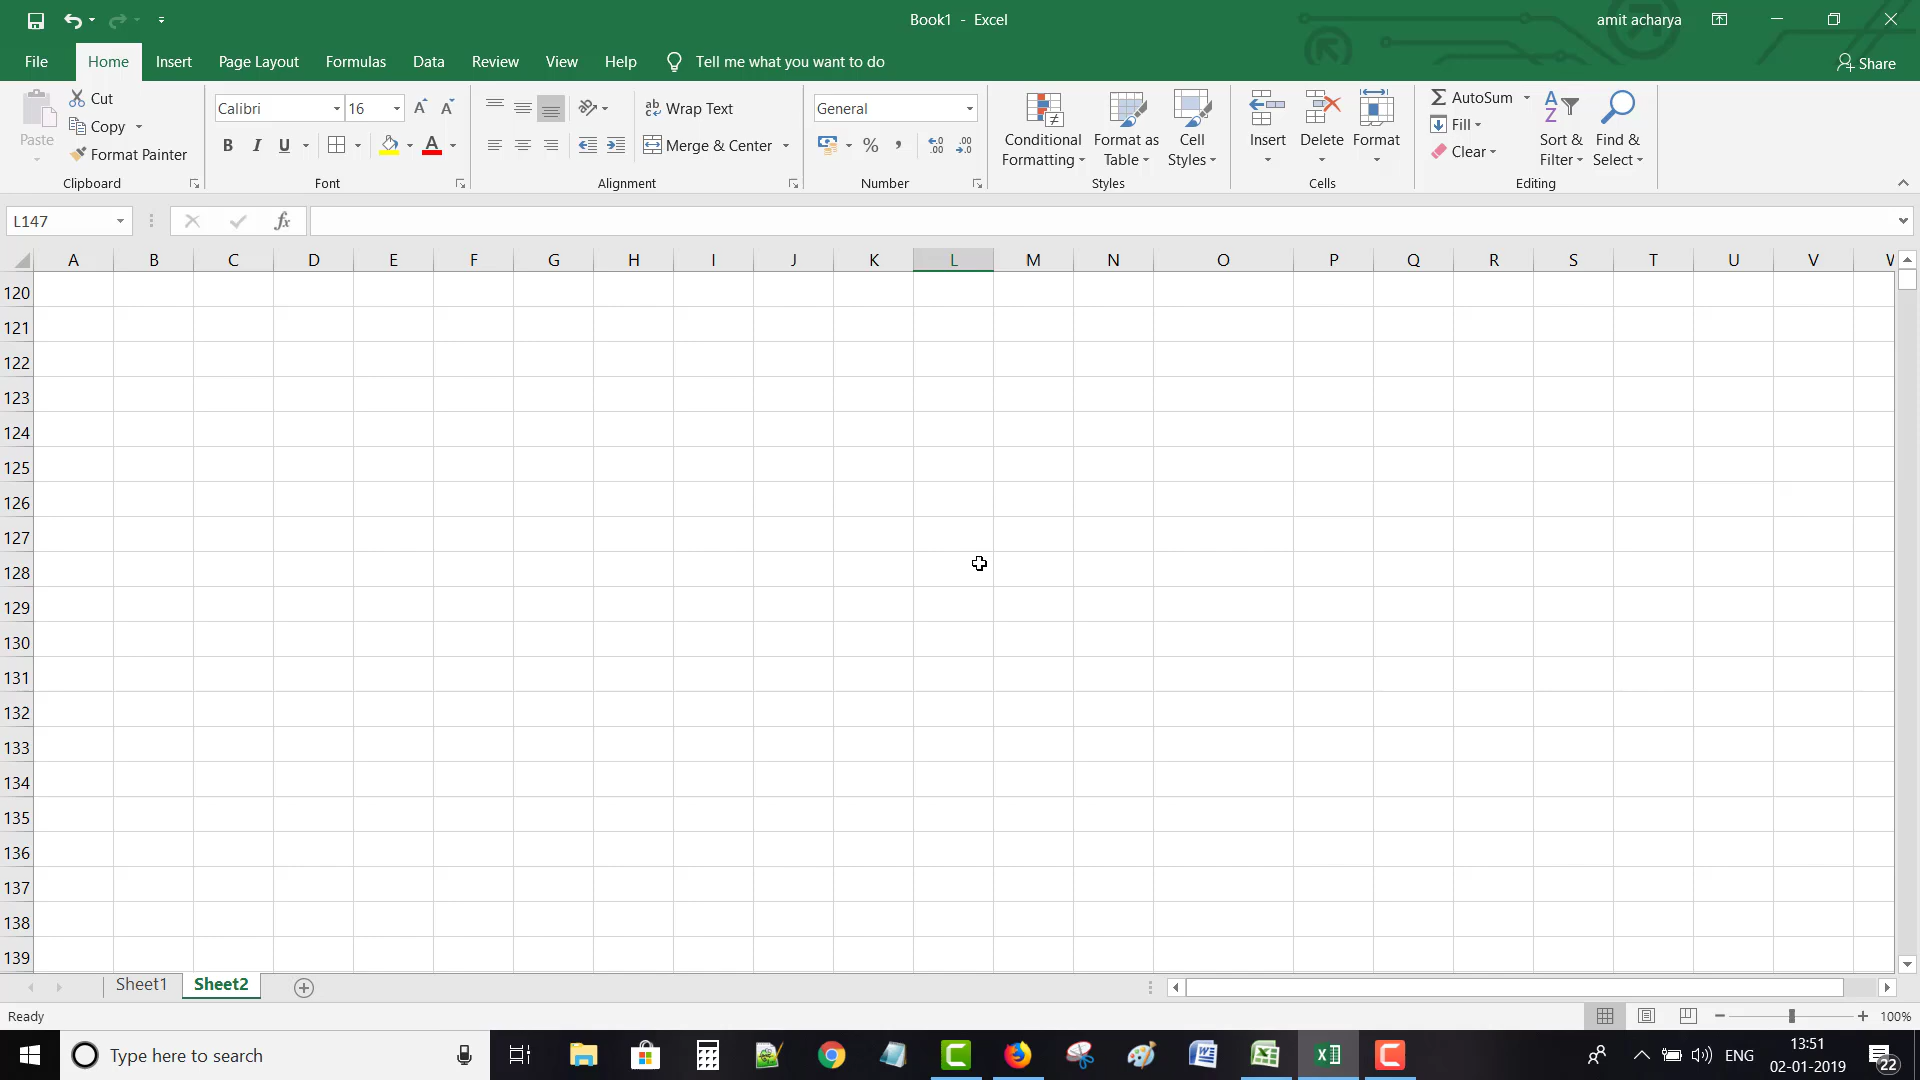 Book1 - Excel
amit acharya
File Home Insert Page Layout Formulas Data Review View Help Tell me what you want to do Share
Paste
Cut
Copy
Format Painter
Clipboard
Calibri 16
B I U A
Font
Wrap Text
Merge & Center
Alignment
General
%
Number
Conditional Formatting
Format as Table
Cell Styles
Styles
Insert
Delete
Format
Cells
AutoSum
Fill
Clear
Sort & Filter
Find & Select
Editing
L147
fx
A B C D E F G H I J K L M N O P Q R S T U V W
120
121
122
123
124
125
126
127
128
129
130
131
132
133
134
135
136
137
138
139
Sheet1 Sheet2
Ready
100%
Type here to search
ENG
13:51
02-01-2019
22